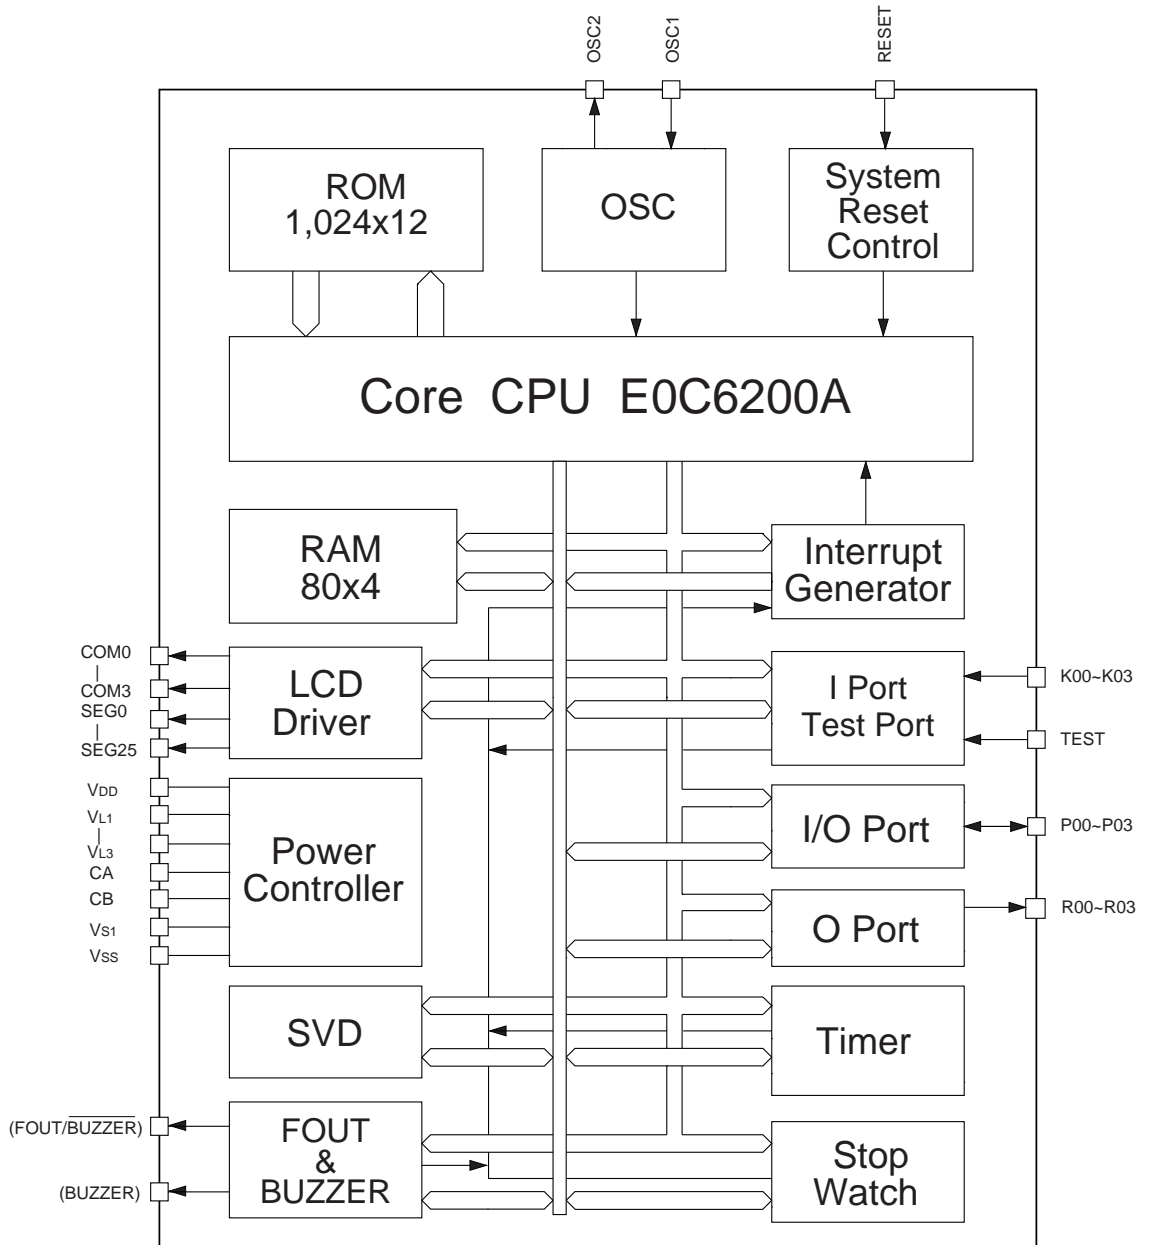 OSC2
OSC1
RESET
ROM
1,024x12
OSC
System
Reset
Control
Core CPU E0C6200A
RAM
80x4
Interrupt
Generator
COM0
|
COM3
SEG0
|
SEG25
LCD
Driver
I Port
Test Port
K00~K03
TEST
VDD
VL1
|
VL3
CA
CB
VS1
VSS
Power
Controller
I/O Port
P00~P03
O Port
R00~R03
SVD
Timer
(FOUT/BUZZER)
(BUZZER)
FOUT
&
BUZZER
Stop
Watch